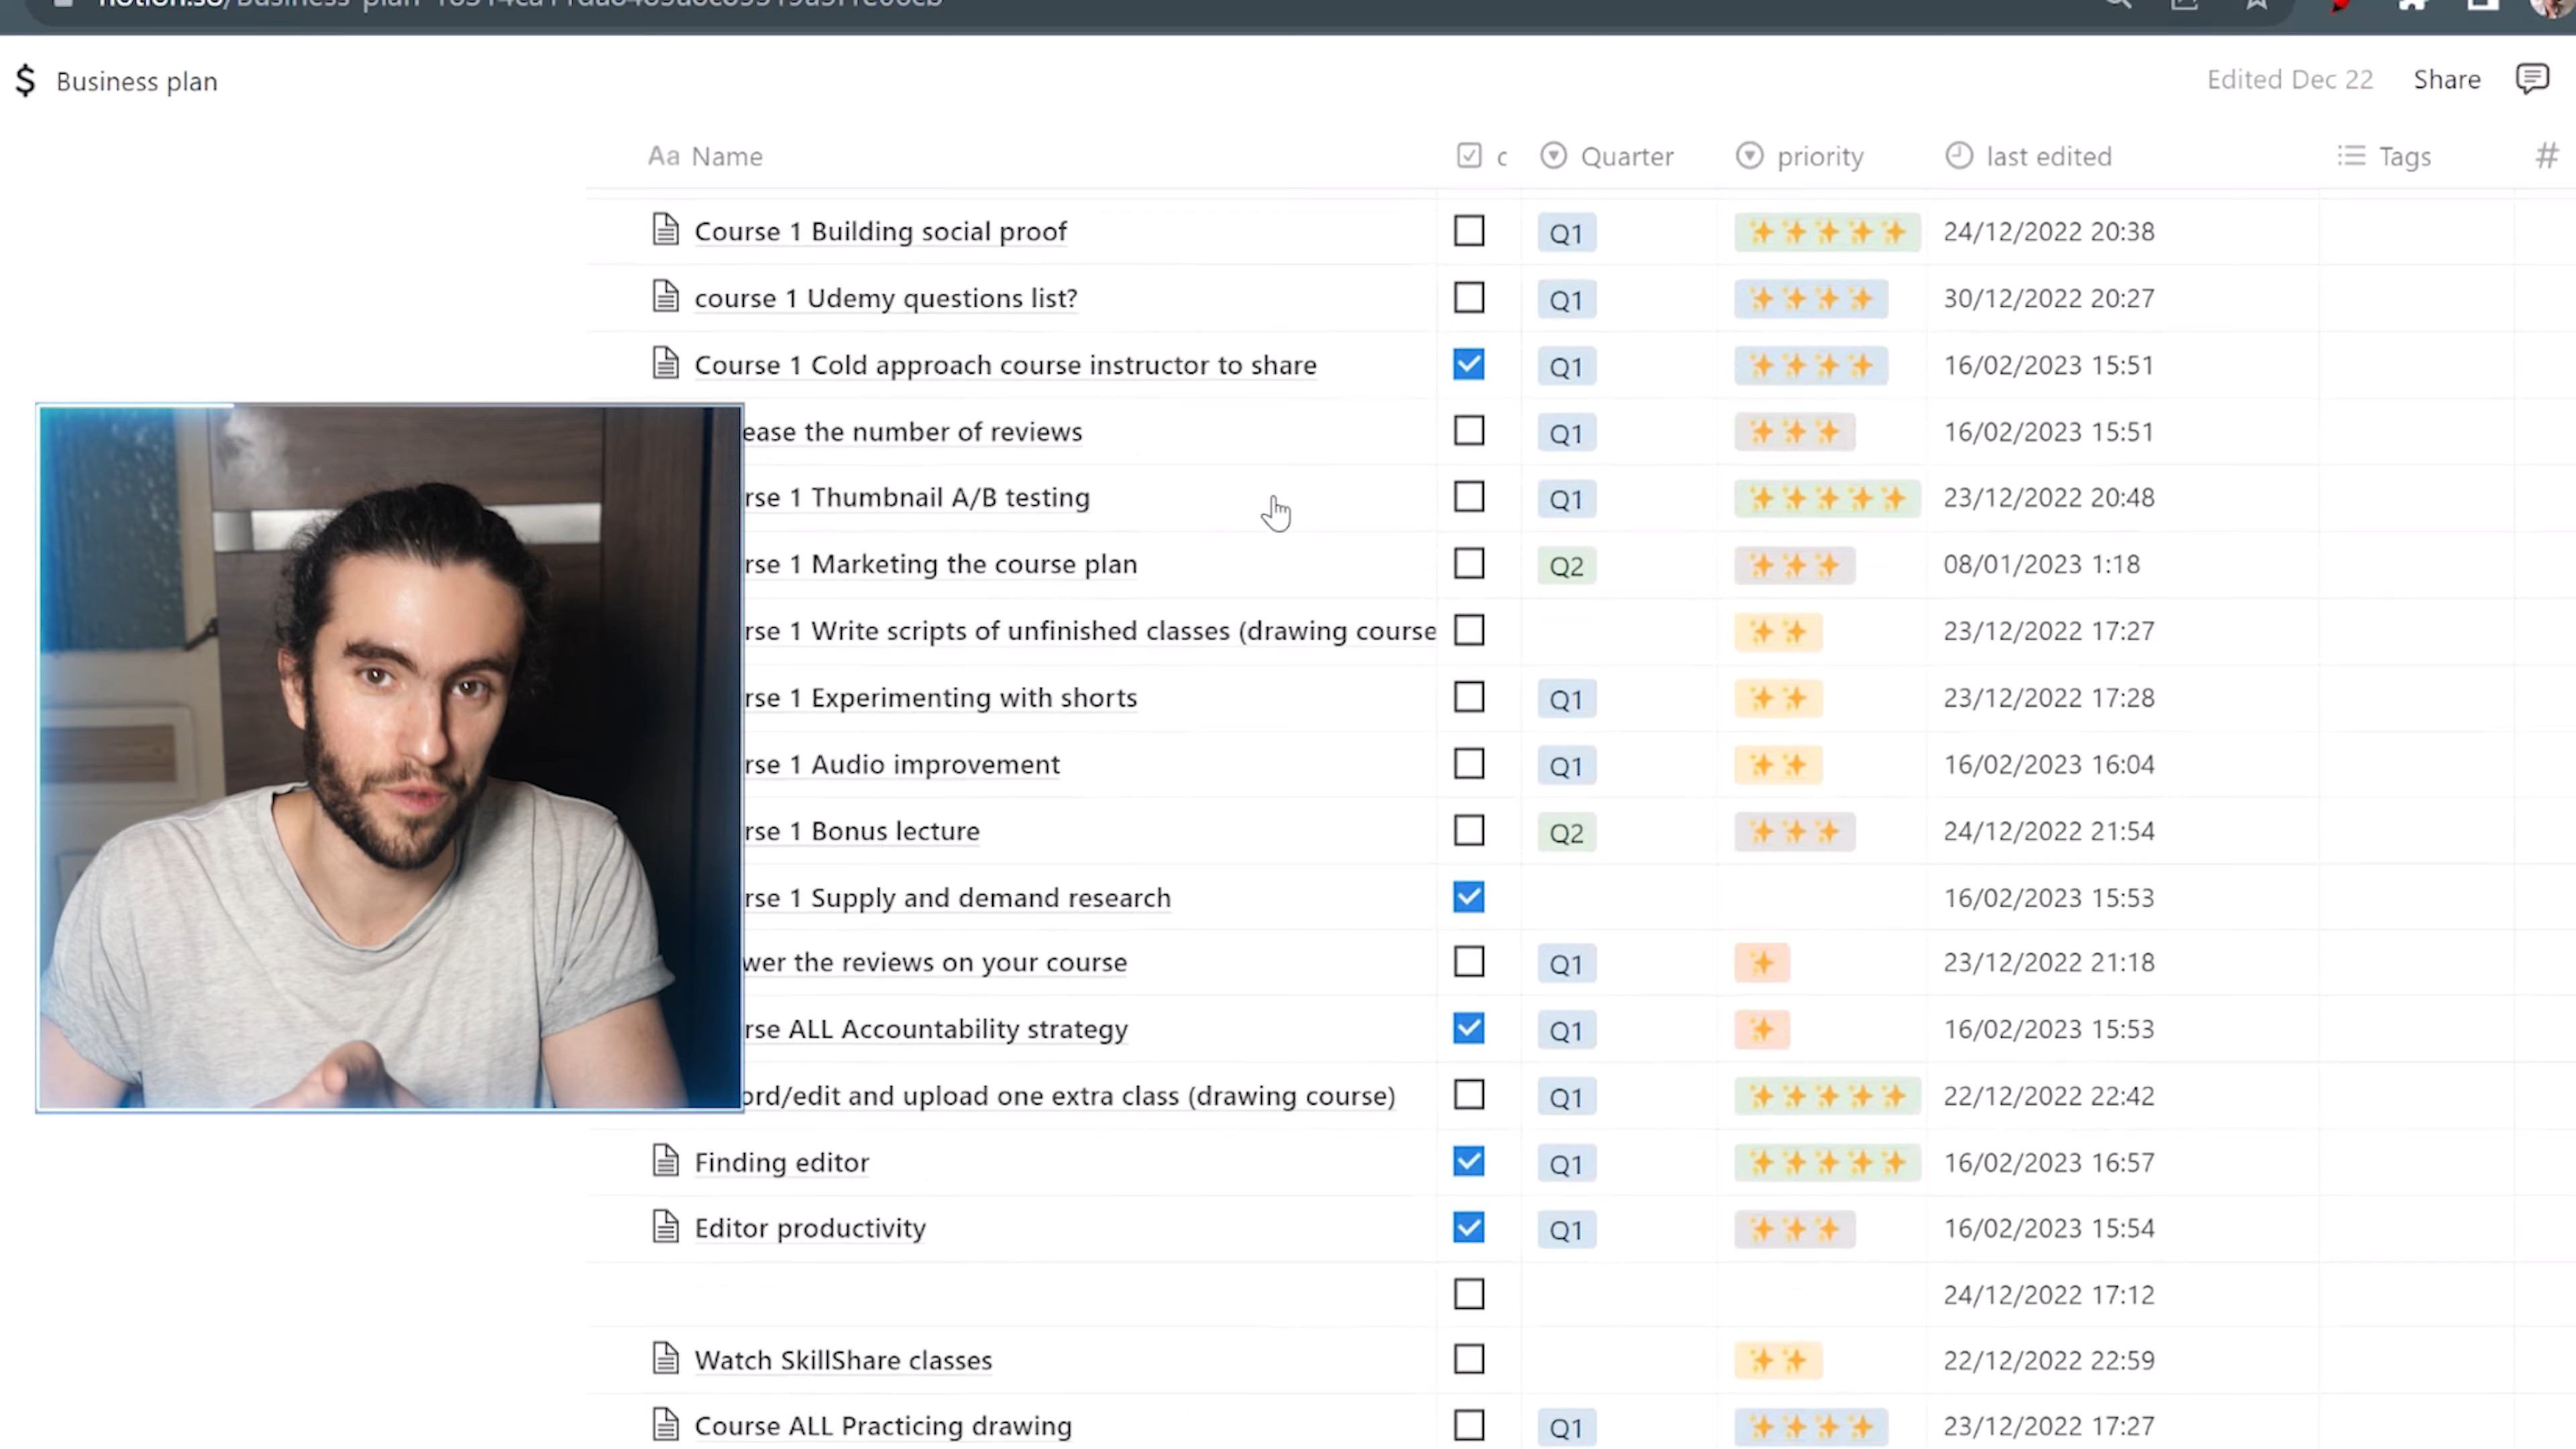 Business plan
Edited Dec 22 Share
Aa Name c Quarter priority last edited Tags #
Course 1 Building social proof Q1 24/12/2022 20:38
course 1 Udemy questions list? Q1 30/12/2022 20:27
Course 1 Cold approach course instructor to share Q1 16/02/2023 15:51
ease the number of reviews Q1 16/02/2023 15:51
rse 1 Thumbnail A/B testing Q1 23/12/2022 20:48
rse 1 Marketing the course plan Q2 08/01/2023 1:18
rse 1 Write scripts of unfinished classes (drawing course 23/12/2022 17:27
rse 1 Experimenting with shorts Q1 23/12/2022 17:28
rse 1 Audio improvement Q1 16/02/2023 16:04
rse 1 Bonus lecture Q2 24/12/2022 21:54
rse 1 Supply and demand research 16/02/2023 15:53
wer the reviews on your course Q1 23/12/2022 21:18
rse ALL Accountability strategy Q1 16/02/2023 15:53
ord/edit and upload one extra class (drawing course) Q1 22/12/2022 22:42
Finding editor Q1 16/02/2023 16:57
Editor productivity Q1 16/02/2023 15:54
24/12/2022 17:12
Watch SkillShare classes 22/12/2022 22:59
Course ALL Practicing drawing Q1 23/12/2022 17:27